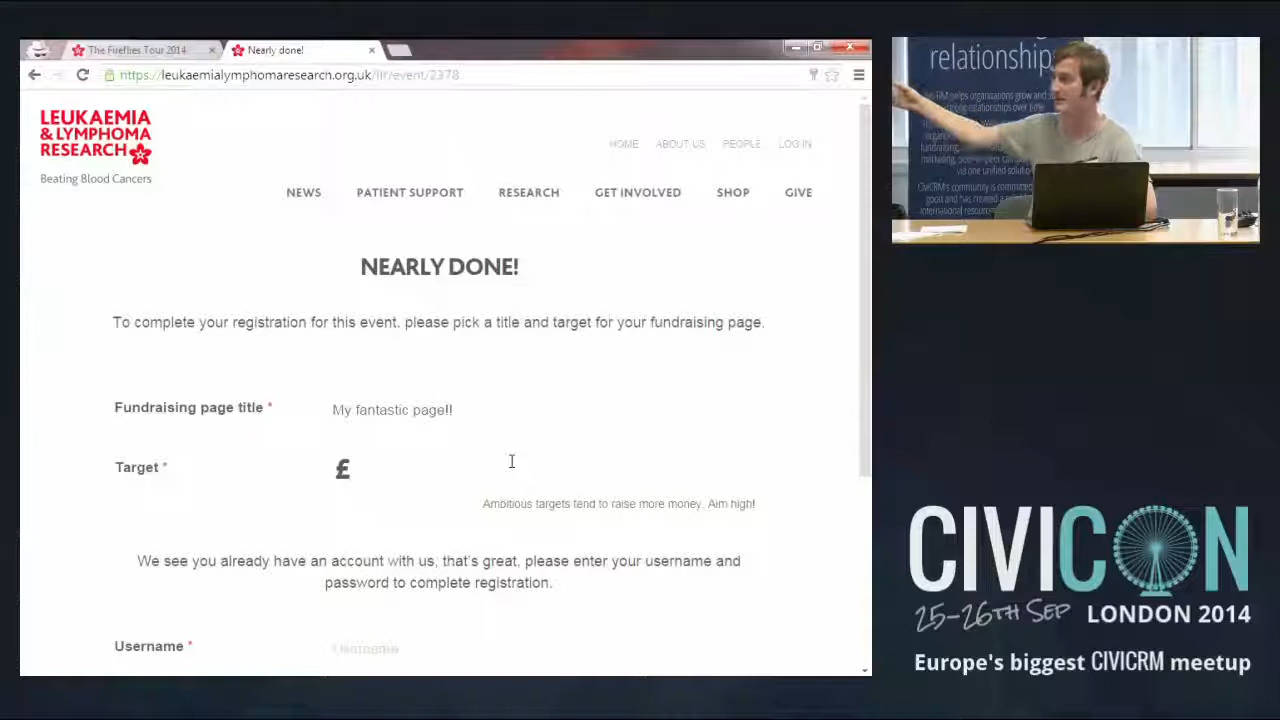 The Fireflies Tour 2014
Nearly done!
https://leukaemialymphomaresearch.org.uk/llr/event/2378
LEUKAEMIA
& LYMPHOMA
RESEARCH
Beating Blood Cancers
HOME ABOUT US PEOPLE LOG IN
NEWS PATIENT SUPPORT RESEARCH GET INVOLVED SHOP GIVE
NEARLY DONE!
To complete your registration for this event, please pick a title and target for your fundraising page.
Fundraising page title *
My fantastic page!!
Target *
£
Ambitious targets tend to raise more money. Aim high!
We see you already have an account with us, that's great, please enter your username and
password to complete registration.
Username *
Username
relationships
CIVICON
25-26TH SEP LONDON 2014
Europe's biggest CIVICRM meetup